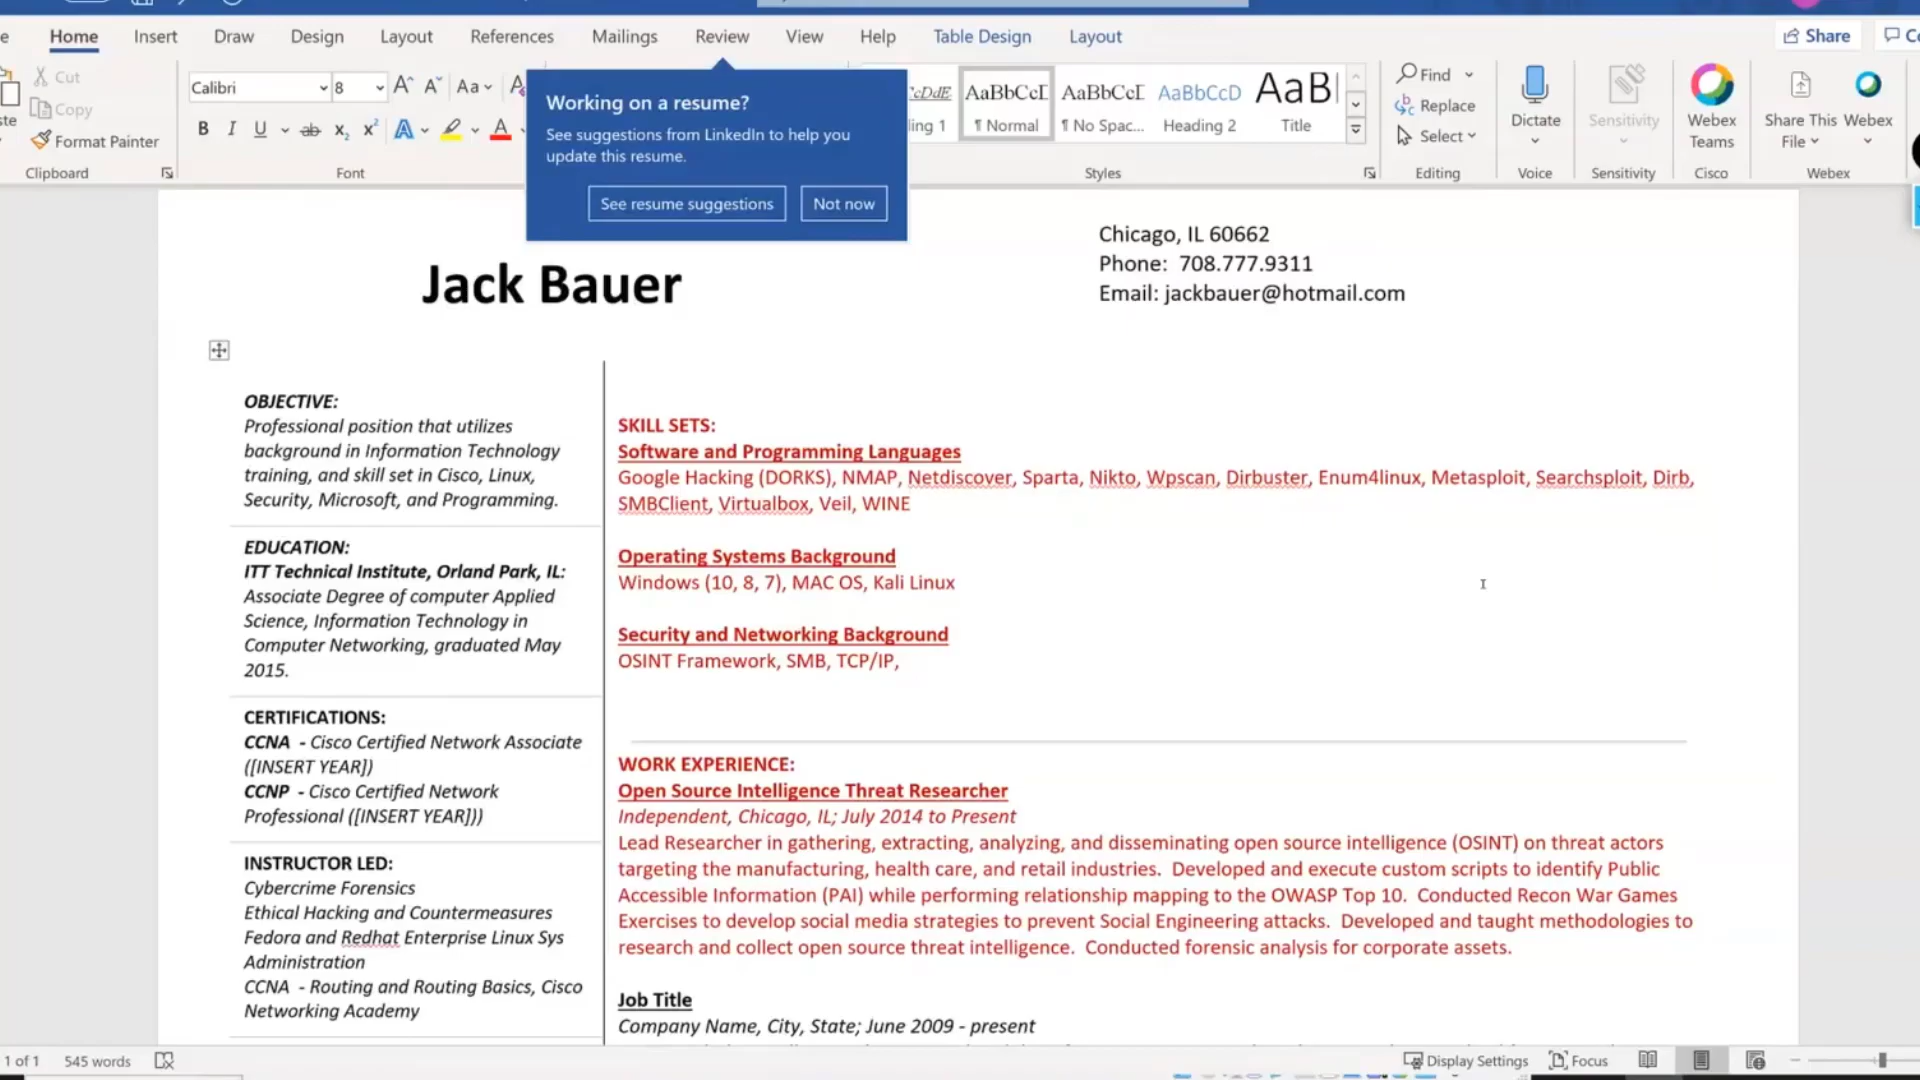 Home Insert Draw Design Layout References Mailings Review View Help Table Design Layout Share
Cut
Copy
Format Painter
Clipboard
Calibri 8
Aa
B I U ab x₂ x² A A
Font
Working on a resume?
See suggestions from LinkedIn to help you
update this resume.
See resume suggestions Not now
AaBbCcI AaBbCcI AaBbCcD AaB
¶ Normal ¶ No Spac... Heading 2 Title
Styles
Find
Replace
Select
Editing
Dictate
Voice
Sensitivity
Sensitivity
Webex
Teams
Cisco
Share This
File
Webex
Webex
Jack Bauer
Chicago, IL 60662
Phone: 708.777.9311
Email: jackbauer@hotmail.com
OBJECTIVE:
Professional position that utilizes
background in Information Technology
training, and skill set in Cisco, Linux,
Security, Microsoft, and Programming.
EDUCATION:
ITT Technical Institute, Orland Park, IL:
Associate Degree of computer Applied
Science, Information Technology in
Computer Networking, graduated May
2015.
CERTIFICATIONS:
CCNA - Cisco Certified Network Associate
([INSERT YEAR])
CCNP - Cisco Certified Network
Professional ([INSERT YEAR]))
INSTRUCTOR LED:
Cybercrime Forensics
Ethical Hacking and Countermeasures
Fedora and Redhat Enterprise Linux Sys
Administration
CCNA - Routing and Routing Basics, Cisco
Networking Academy
SKILL SETS:
Software and Programming Languages
Google Hacking (DORKS), NMAP, Netdiscover, Sparta, Nikto, Wpscan, Dirbuster, Enum4linux, Metasploit, Searchsploit, Dirb,
SMBClient, Virtualbox, Veil, WINE
Operating Systems Background
Windows (10, 8, 7), MAC OS, Kali Linux
Security and Networking Background
OSINT Framework, SMB, TCP/IP,
WORK EXPERIENCE:
Open Source Intelligence Threat Researcher
Independent, Chicago, IL; July 2014 to Present
Lead Researcher in gathering, extracting, analyzing, and disseminating open source intelligence (OSINT) on threat actors
targeting the manufacturing, health care, and retail industries. Developed and execute custom scripts to identify Public
Accessible Information (PAI) while performing relationship mapping to the OWASP Top 10. Conducted Recon War Games
Exercises to develop social media strategies to prevent Social Engineering attacks. Developed and taught methodologies to
research and collect open source threat intelligence. Conducted forensic analysis for corporate assets.
Job Title
Company Name, City, State; June 2009 - present
1 of 1 545 words
Display Settings Focus